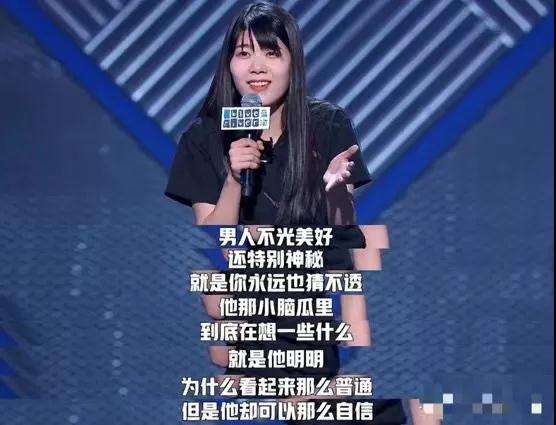 blue
river
男人不光美好
还特别神秘
就是你永远也猜不透
他那小脑瓜里
到底在想一些什么
就是他明明
为什么看起来那么普通
但是他却可以那么自信